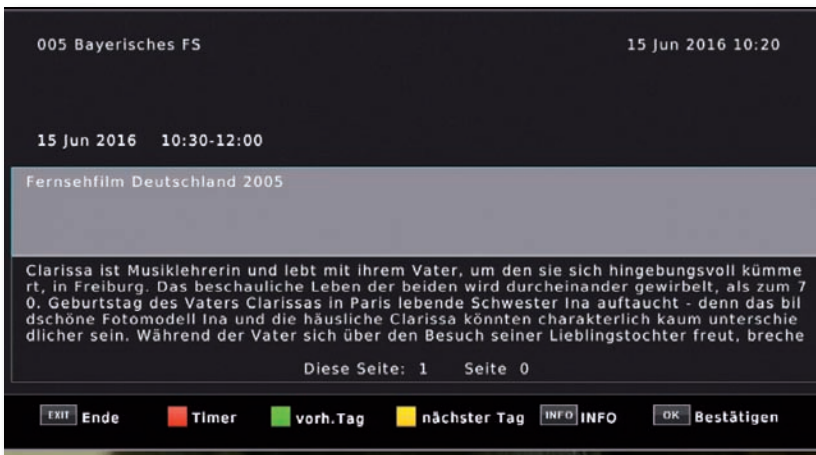 005 Bayerisches FS 15 Jun 2016 10:20
15 Jun 2016 10:30-12:00
Fernsehfilm Deutschland 2005
Clarissa ist Musiklehrerin und lebt mit ihrem Vater, um den sie sich hingebungsvoll kümme
rt, in Freiburg. Das beschauliche Leben der beiden wird durcheinander gewirbelt, als zum 7
0. Geburtstag des Vaters Clarissas in Paris lebende Schwester Ina auftaucht - denn das bil
dschöne Fotomodell Ina und die häusliche Clarissa könnten charakterlich kaum unterschie
dlicher sein. Während der Vater sich über den Besuch seiner Lieblingstochter freut, breche
Diese Seite: 1 Seite 0
EXIT Ende Timer vorh.Tag nächster Tag INFO INFO OK Bestätigen